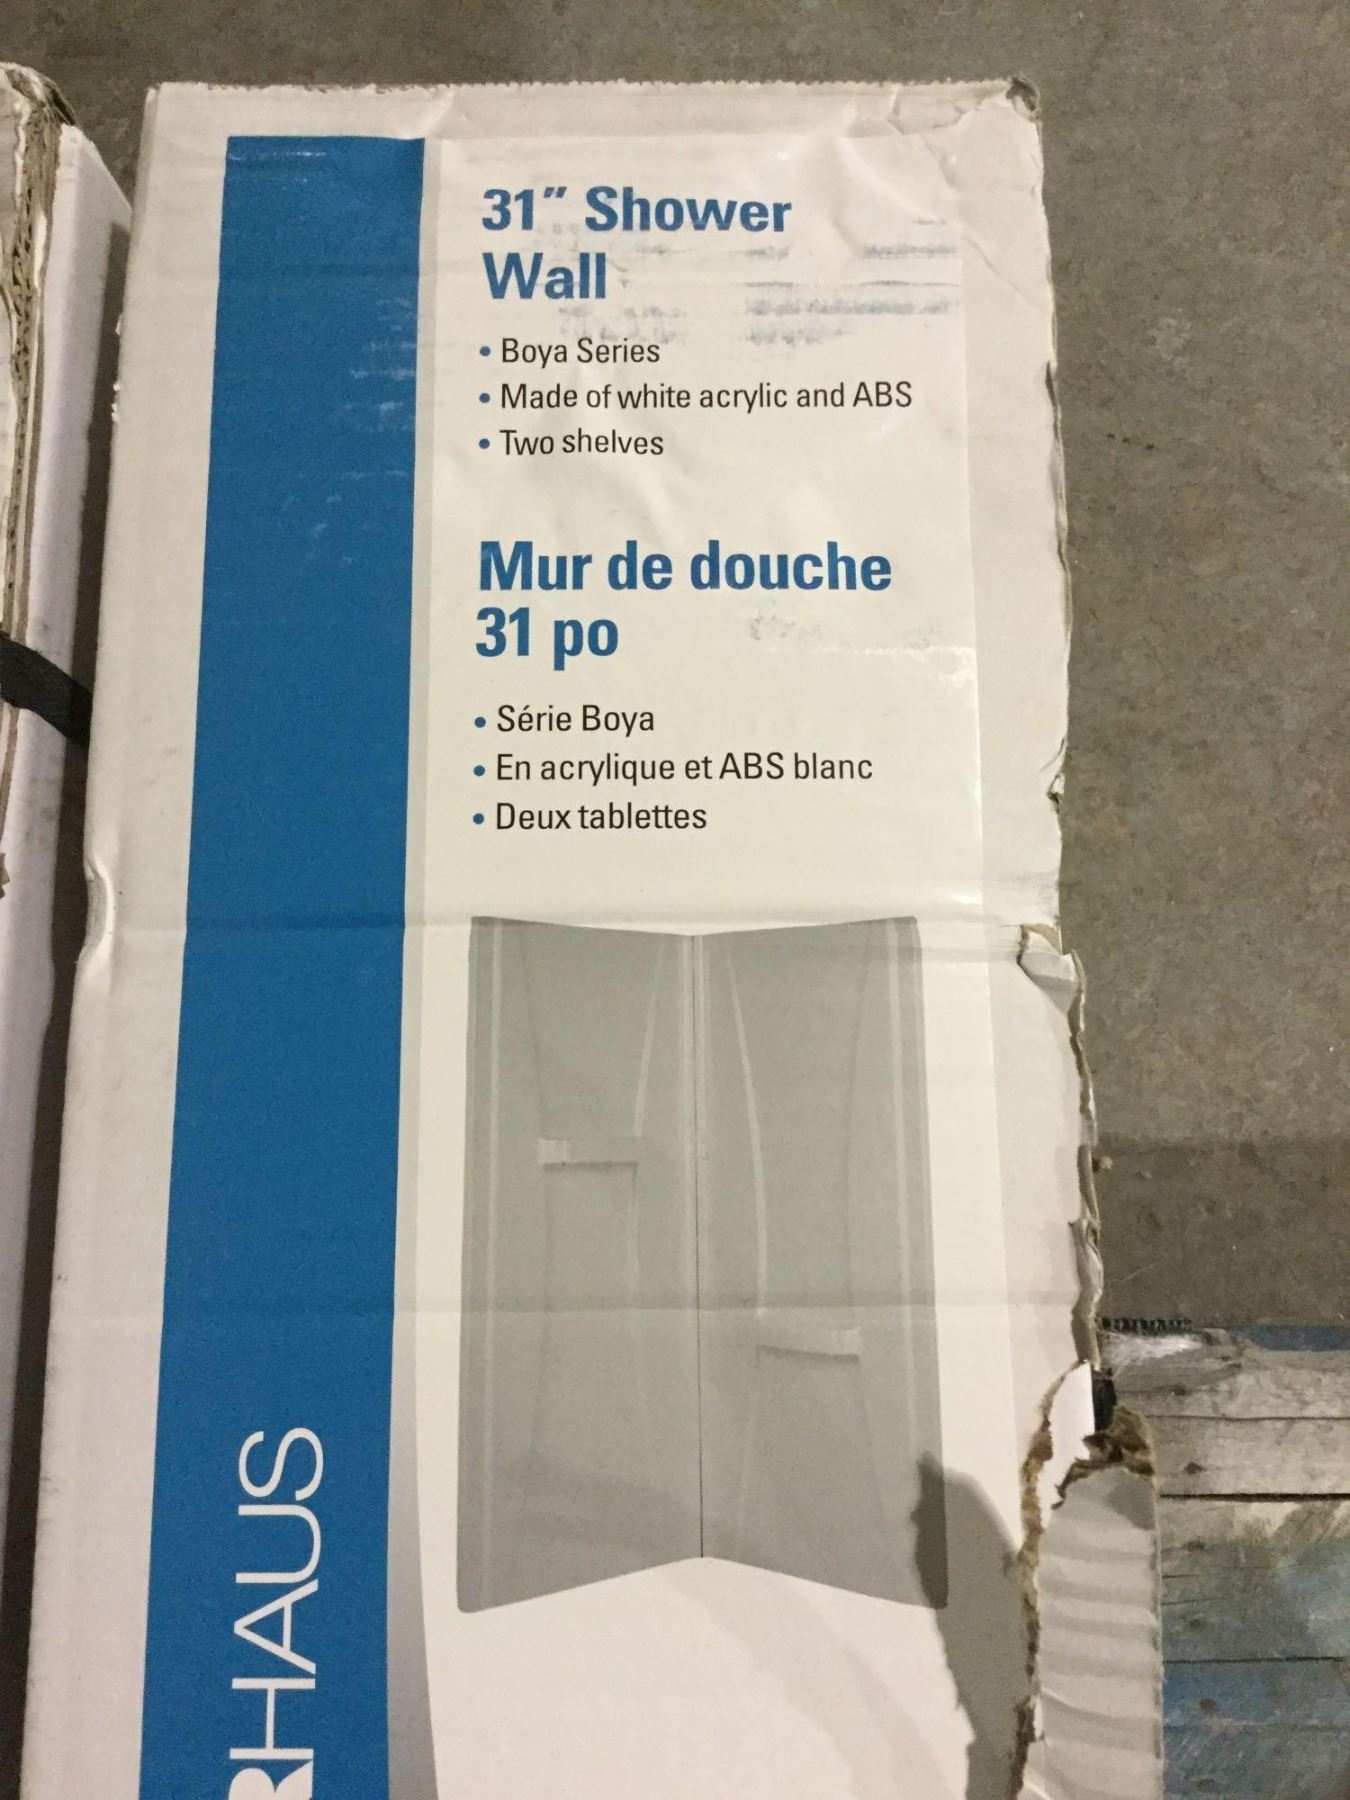 31" Shower
Wall
• Boya Series
• Made of white acrylic and ABS
• Two shelves
Mur de douche
31 po
• Série Boya
• En acrylique et ABS blanc
• Deux tablettes
RHAUS